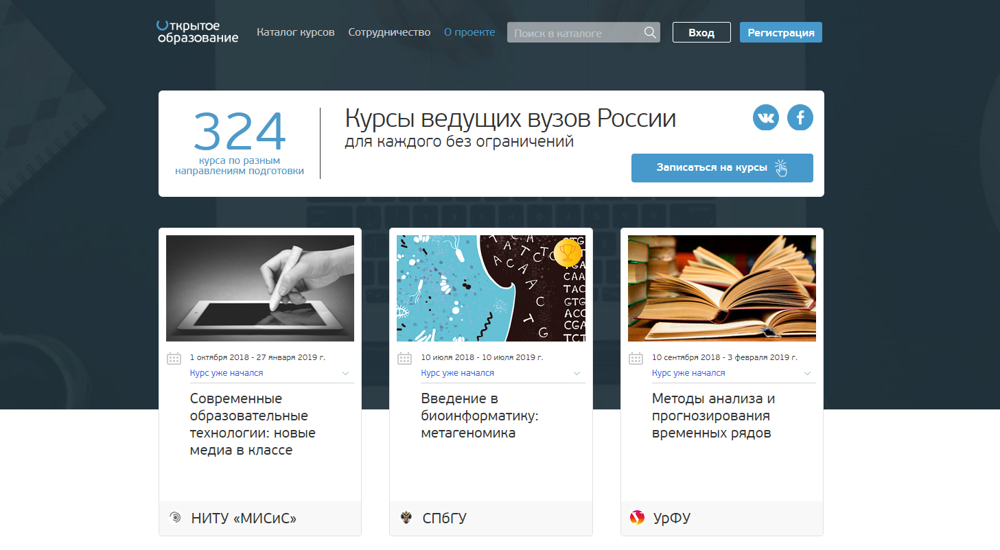 Открытое
образование
Каталог курсов
Сотрудничество
О проекте
Поиск в каталоге
Вход
Регистрация
324
курса по разным
направлениям подготовки
Курсы ведущих вузов России
для каждого без ограничений
Записаться на курсы
1 октября 2018 - 27 января 2019 г.
Курс уже начался
Современные
образовательные
технологии: новые
медиа в классе
НИТУ «МИСиС»
10 июля 2018 - 10 июля 2019 г.
Курс уже начался
Введение в
биоинформатику:
метагеномика
СПбГУ
10 сентября 2018 - 3 февраля 2019 г.
Курс уже начался
Методы анализа и
прогнозирования
временных рядов
УрФУ